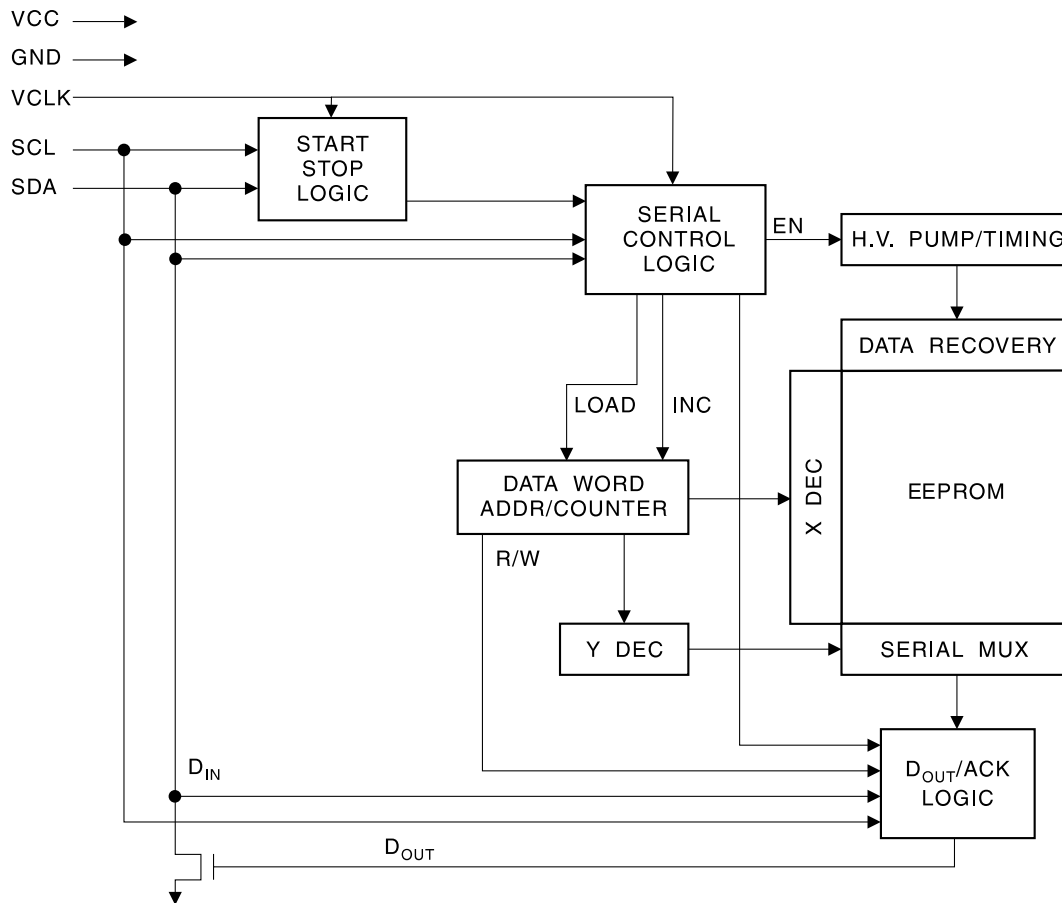 VCC
GND
VCLK
SCL
SDA
START
STOP
LOGIC
SERIAL
CONTROL
LOGIC
EN
H.V. PUMP/TIMING
DATA RECOVERY
LOAD
INC
DATA WORD
ADDR/COUNTER
X DEC
EEPROM
R/W
Y DEC
SERIAL MUX
DIN
DOUT/ACK
LOGIC
DOUT